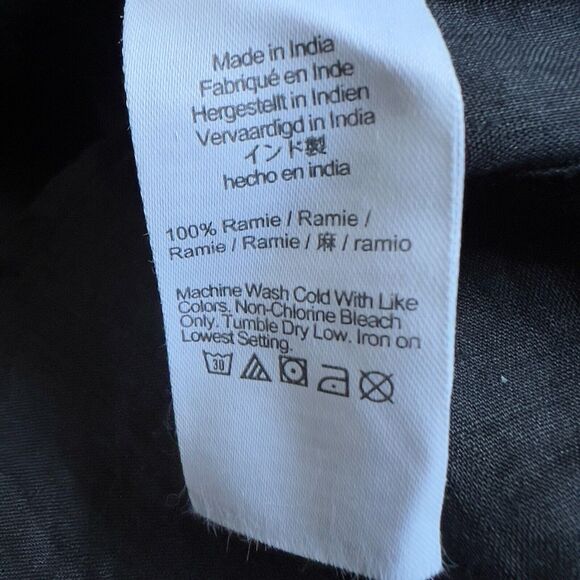 Made in India
Fabriqué en Inde
Hergestellt in Indien
Vervaardigd in India
インド製
hecho en india
100% Ramie / Ramie /
Ramie / Ramie / 麻 / ramio
Machine Wash Cold With Like
Colors. Non-Chlorine Bleach
Only. Tumble Dry Low. Iron on
Lowest Setting.
30